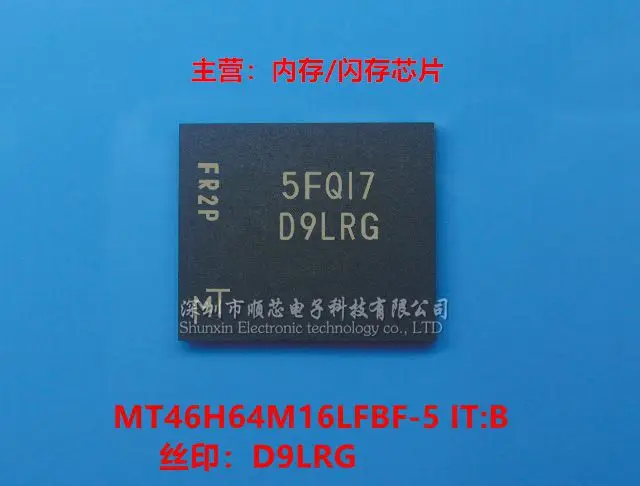 主营：内存/闪存芯片
FR2P
5FQI7
D9LRG
MT
深圳市顺芯电子科技有限公司
Shunxin Electronic technology co., LTD
MT46H64M16LFBF-5 IT:B
丝印：D9LRG